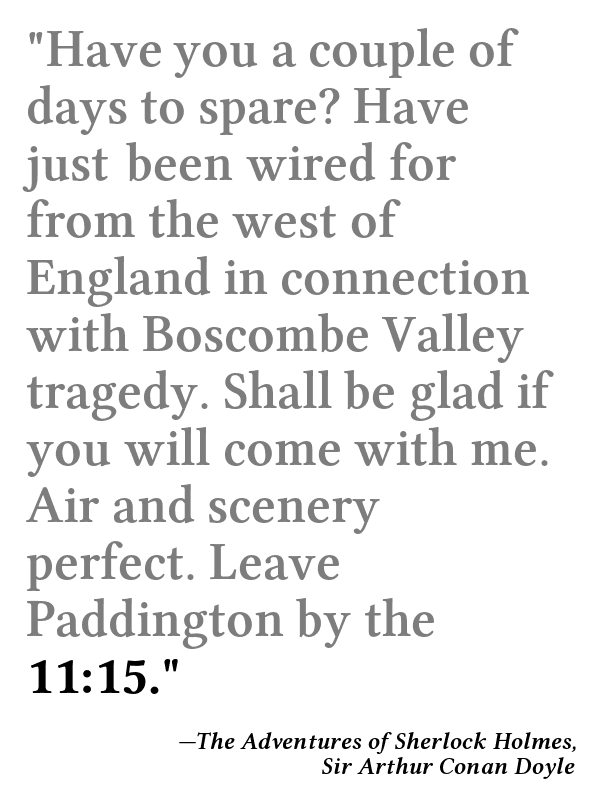 "Have you a couple of
days to spare? Have
just been wired for
from the west of
England in connection
with Boscombe Valley
tragedy. Shall be glad if
you will come with me.
Air and scenery
perfect. Leave
Paddington by the
11:15."
—The Adventures of Sherlock Holmes,
Sir Arthur Conan Doyle